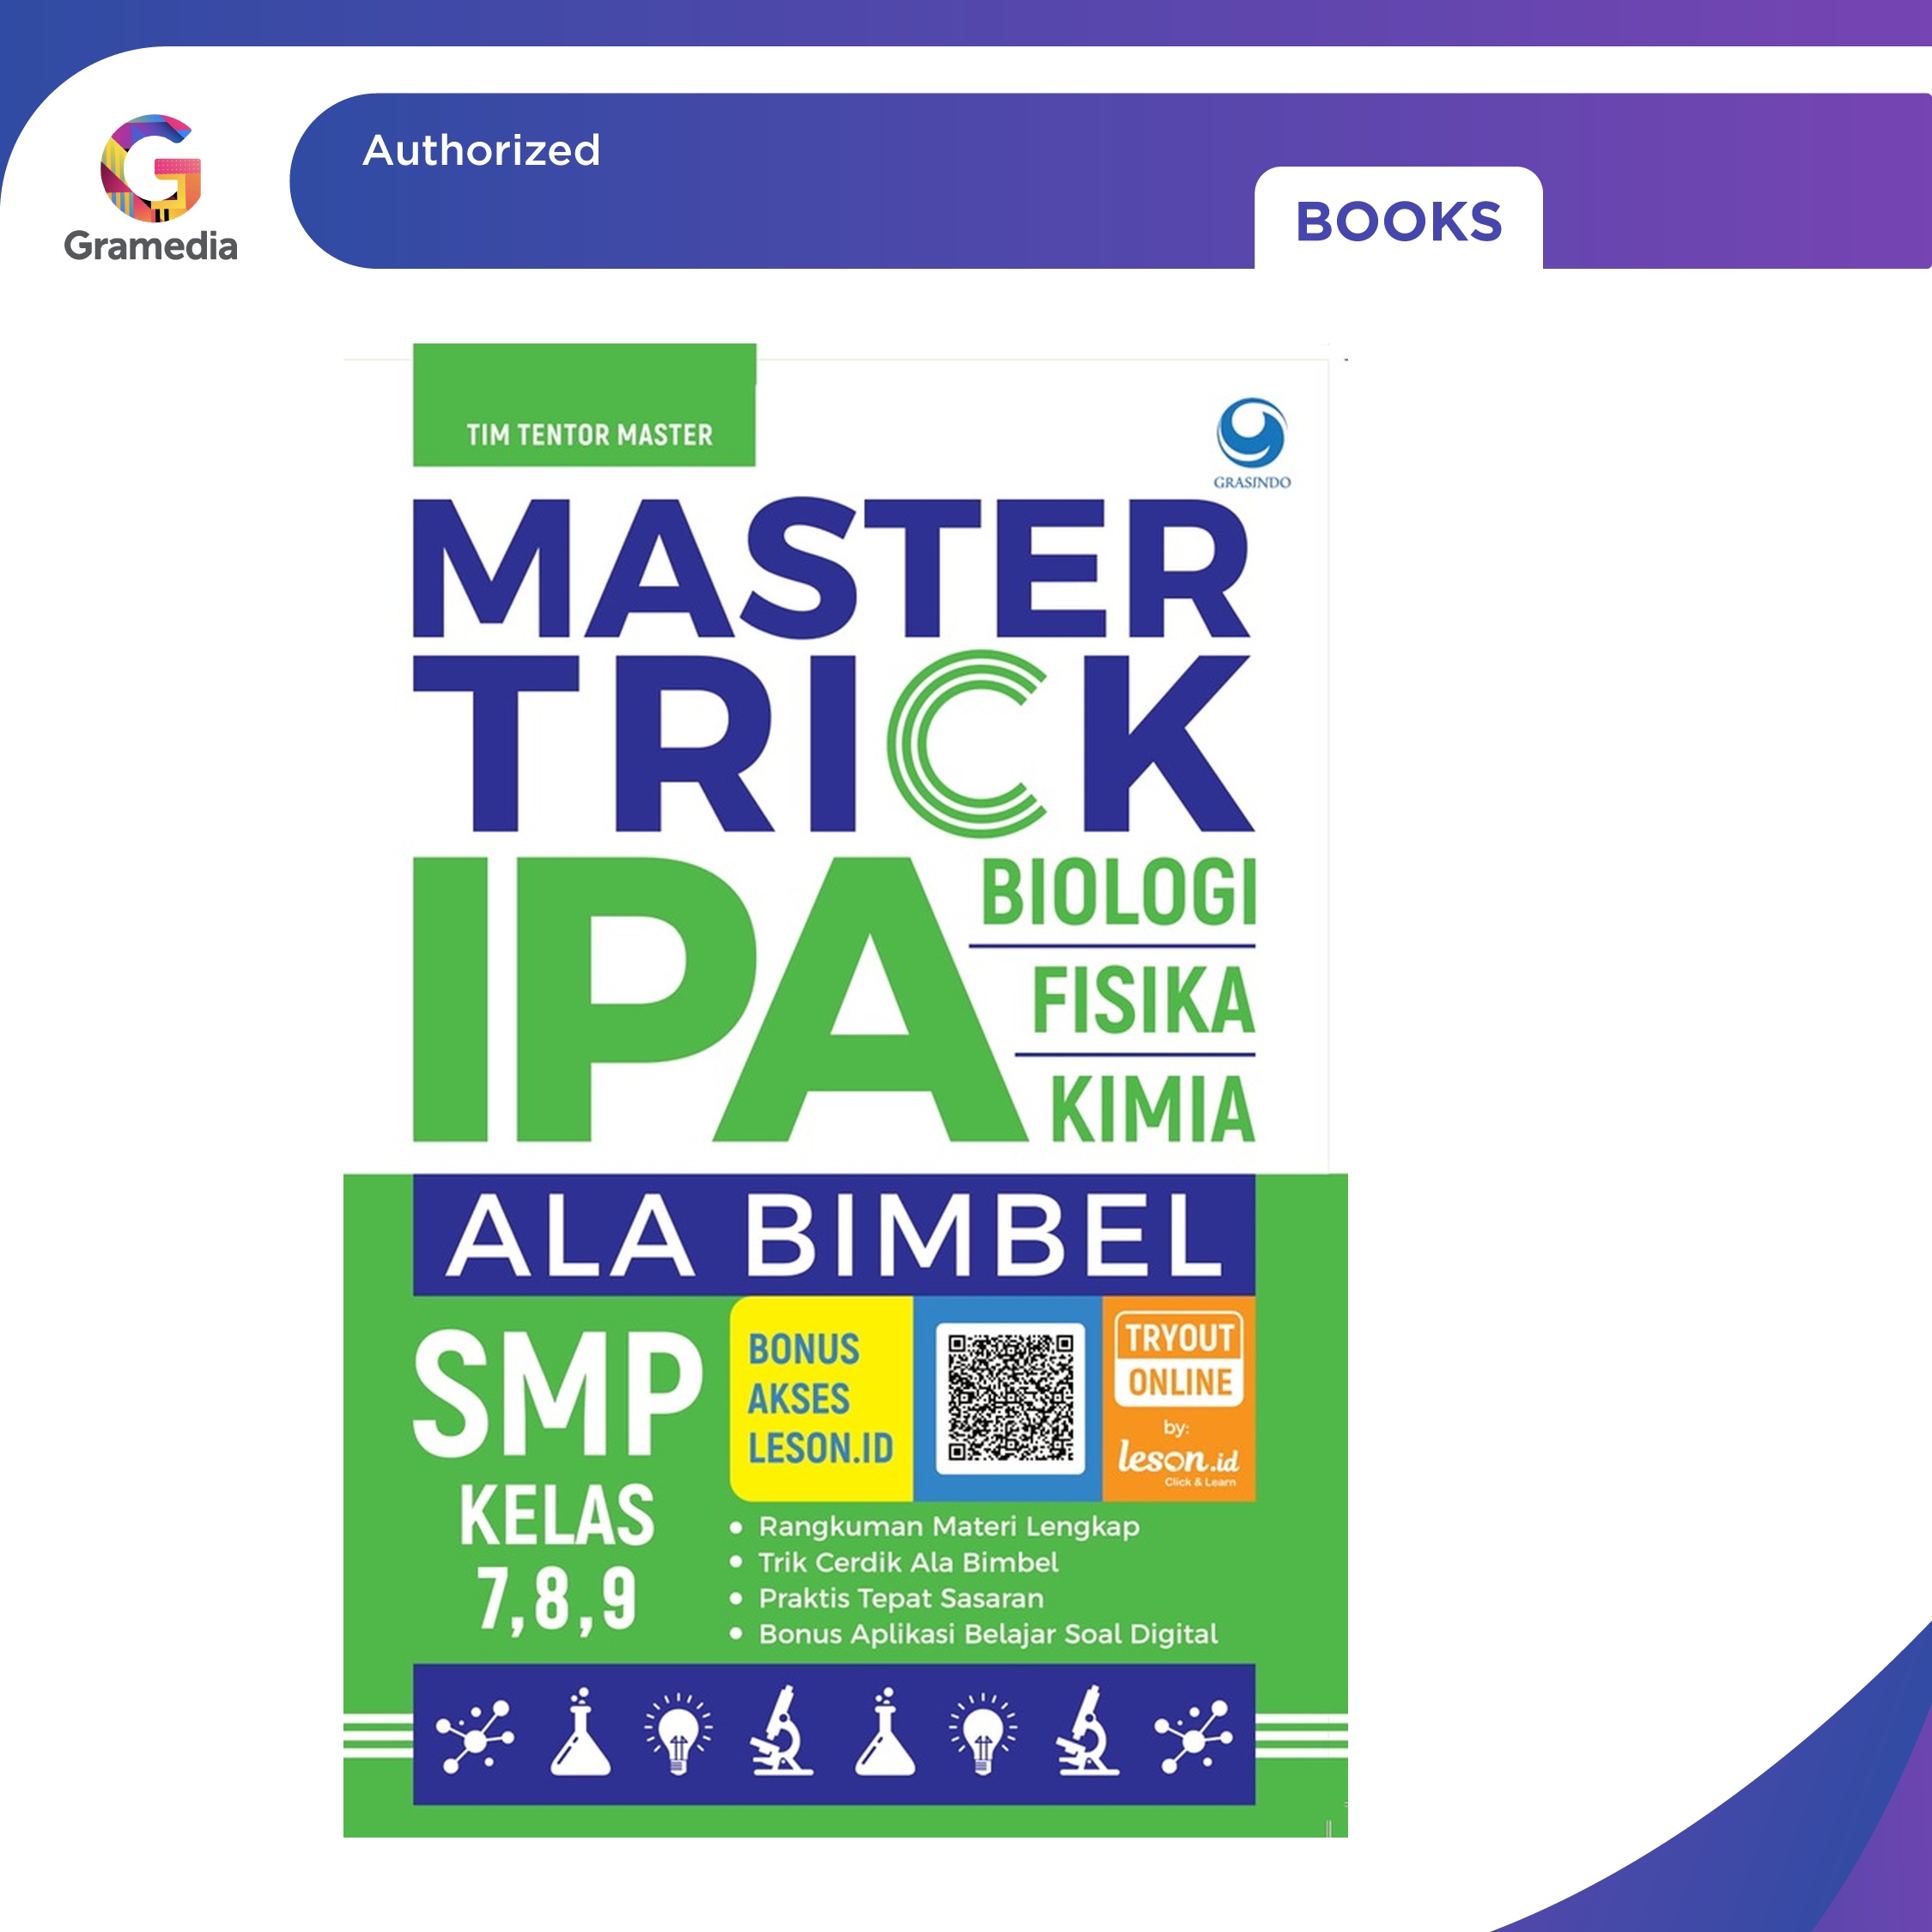 Gramedia
Authorized
BOOKS
TIM TENTOR MASTER
GRASINDO
MASTER
TRICK
IPA
BIOLOGI
FISIKA
KIMIA
ALA BIMBEL
SMP
KELAS
7,8,9
BONUS
AKSES
LESON.ID
TRYOUT
ONLINE
by:
leson.id
Click & Learn
• Rangkuman Materi Lengkap
• Trik Cerdik Ala Bimbel
• Praktis Tepat Sasaran
• Bonus Aplikasi Belajar Soal Digital